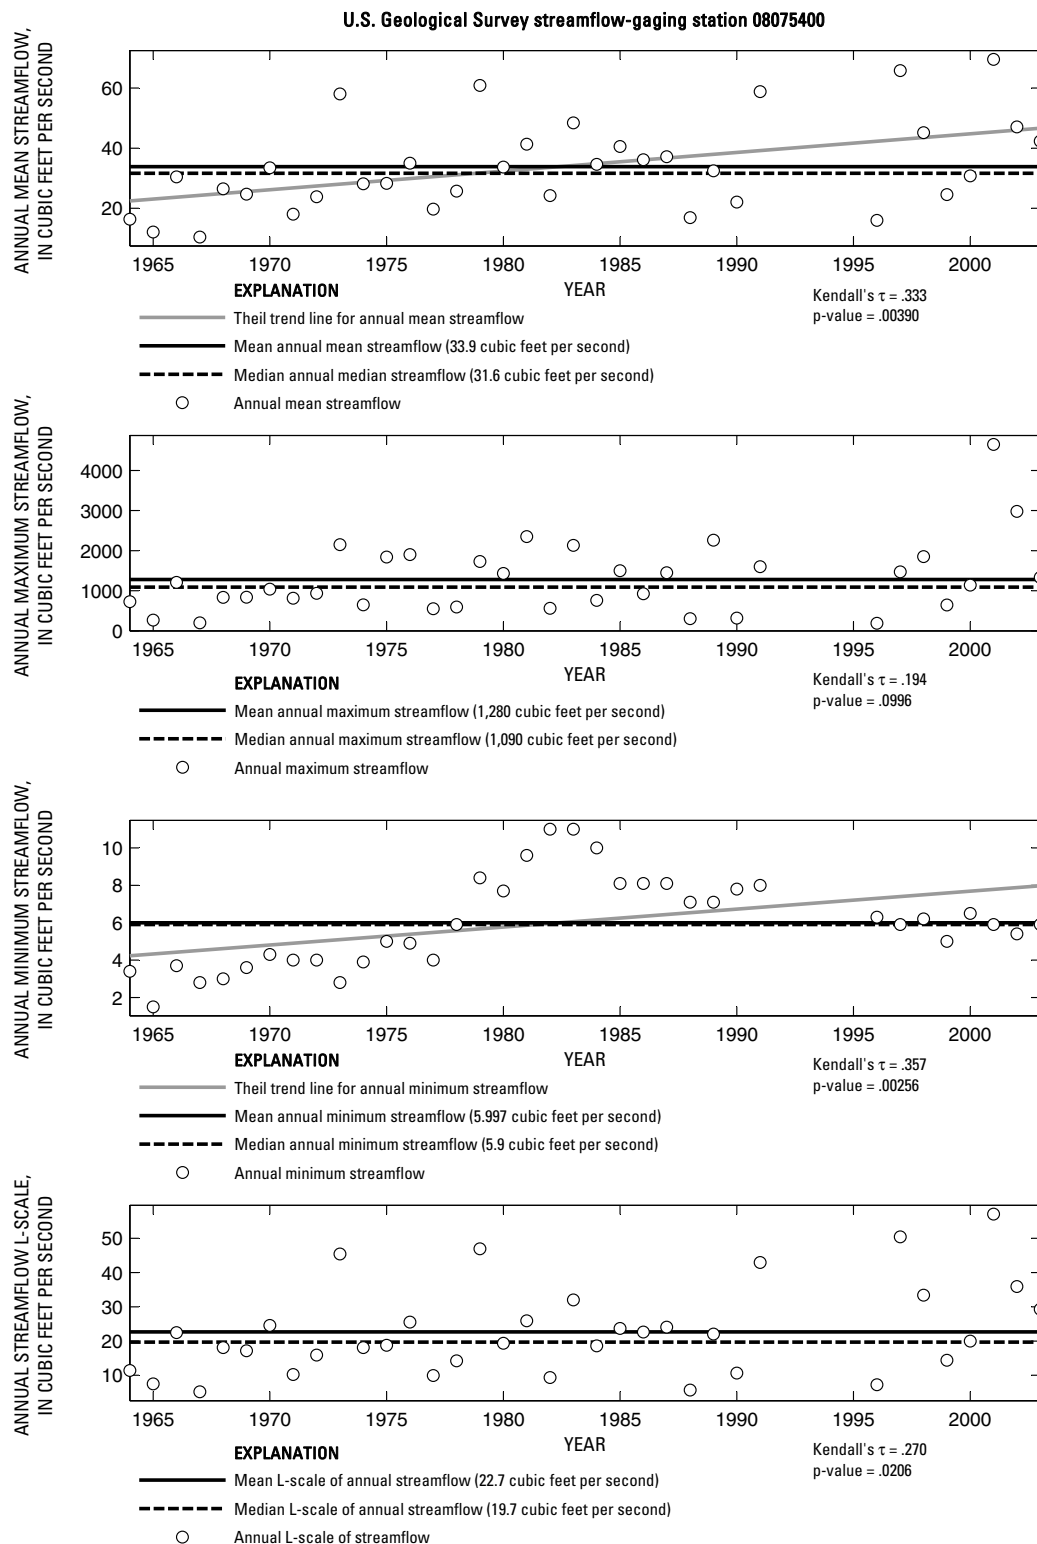 U.S. Geological Survey streamflow-gaging station 08075400
ANNUAL MEAN STREAMFLOW,
IN CUBIC FEET PER SECOND
60
40
20
1965 1970 1975 1980 1985 1990 1995 2000
YEAR
EXPLANATION
Theil trend line for annual mean streamflow
Mean annual mean streamflow (33.9 cubic feet per second)
Median annual median streamflow (31.6 cubic feet per second)
Annual mean streamflow
Kendall's τ = .333
p-value = .00390
ANNUAL MAXIMUM STREAMFLOW,
IN CUBIC FEET PER SECOND
4000
3000
2000
1000
0
1965 1970 1975 1980 1985 1990 1995 2000
YEAR
EXPLANATION
Mean annual maximum streamflow (1,280 cubic feet per second)
Median annual maximum streamflow (1,090 cubic feet per second)
Annual maximum streamflow
Kendall's τ = .194
p-value = .0996
ANNUAL MINIMUM STREAMFLOW,
IN CUBIC FEET PER SECOND
10
8
6
4
2
1965 1970 1975 1980 1985 1990 1995 2000
YEAR
EXPLANATION
Theil trend line for annual minimum streamflow
Mean annual minimum streamflow (5.997 cubic feet per second)
Median annual minimum streamflow (5.9 cubic feet per second)
Annual minimum streamflow
Kendall's τ = .357
p-value = .00256
ANNUAL STREAMFLOW L-SCALE,
IN CUBIC FEET PER SECOND
50
40
30
20
10
1965 1970 1975 1980 1985 1990 1995 2000
YEAR
EXPLANATION
Mean L-scale of annual streamflow (22.7 cubic feet per second)
Median L-scale of annual streamflow (19.7 cubic feet per second)
Annual L-scale of streamflow
Kendall's τ = .270
p-value = .0206